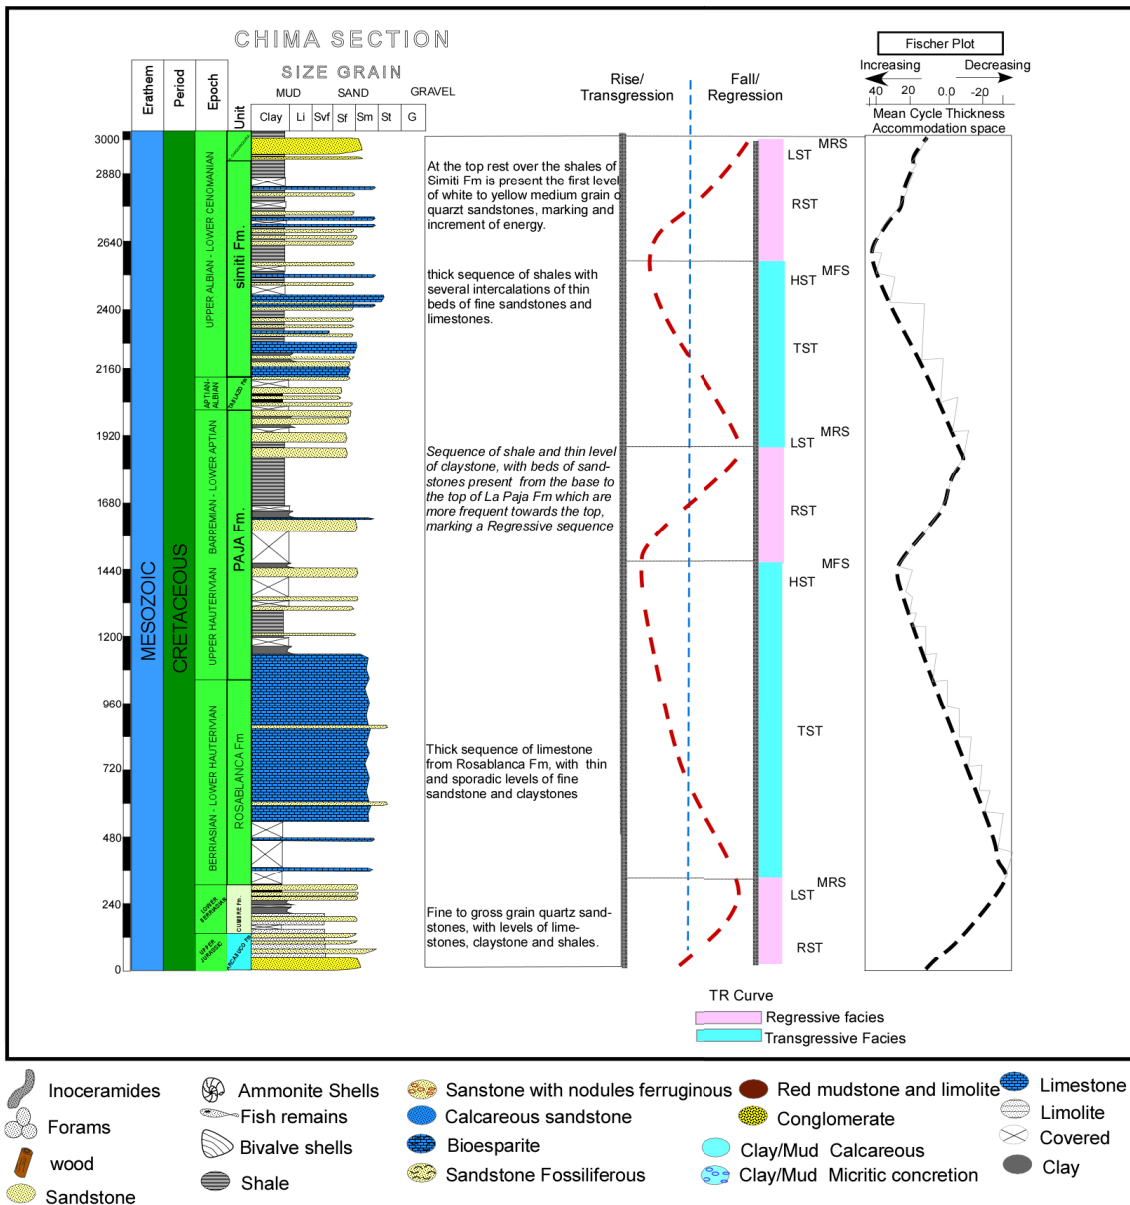 CHIMA SECTION
SIZE GRAIN
MUD SAND GRAVEL
Erathem
Period
Epoch
Unit
Clay Li Svf Sf Sm St G
Rise/
Transgression
Fall/
Regression
Fischer Plot
Increasing Decreasing
40 20 0.0 -20
Mean Cycle Thickness
Accommodation space
3000
2880
2640
2400
2160
1920
1680
1440
1200
960
720
480
240
0
MESOZOIC
CRETACEOUS
UPPER ALBIAN - LOWER CENOMANIAN
APTIAN-
ALBIAN
BARREMIAN - LOWER APTIAN
UPPER HAUTERIVIAN
BERRIASIAN - LOWER HAUTERIVIAN
LOWER
BERRIASIAN
UPPER
JURASSIC
simiti Fm.
TABLAZO Fm
PAJA Fm.
ROSABLANCA Fm
CUMBRE Fm.
ARCABUCO Fm
At the top rest over the shales of
Simiti Fm is present the first level
of white to yellow medium grain o
quarzt sandstones, marking and
increment of energy.
thick sequence of shales with
several intercalations of thin
beds of fine sandstones and
limestones.
Sequence of shale and thin level
of claystone, with beds of sand-
stones present from the base to
the top of La Paja Fm which are
more frequent towards the top,
marking a Regressive sequence
Thick sequence of limestone
from Rosablanca Fm, with thin
and sporadic levels of fine
sandstone and claystones
Fine to gross grain quartz sand-
stones, with levels of lime-
stones, claystone and shales.
MRS
LST
RST
MFS
HST
TST
MRS
LST
RST
MFS
HST
TST
MRS
LST
RST
TR Curve
Regressive facies
Transgressive Facies
Inoceramides
Forams
wood
Sandstone
Ammonite Shells
Fish remains
Bivalve shells
Shale
Sanstone with nodules ferruginous
Calcareous sandstone
Bioesparite
Sandstone Fossiliferous
Red mudstone and limolite
Conglomerate
Clay/Mud Calcareous
Clay/Mud Micritic concretion
Limestone
Limolite
Covered
Clay